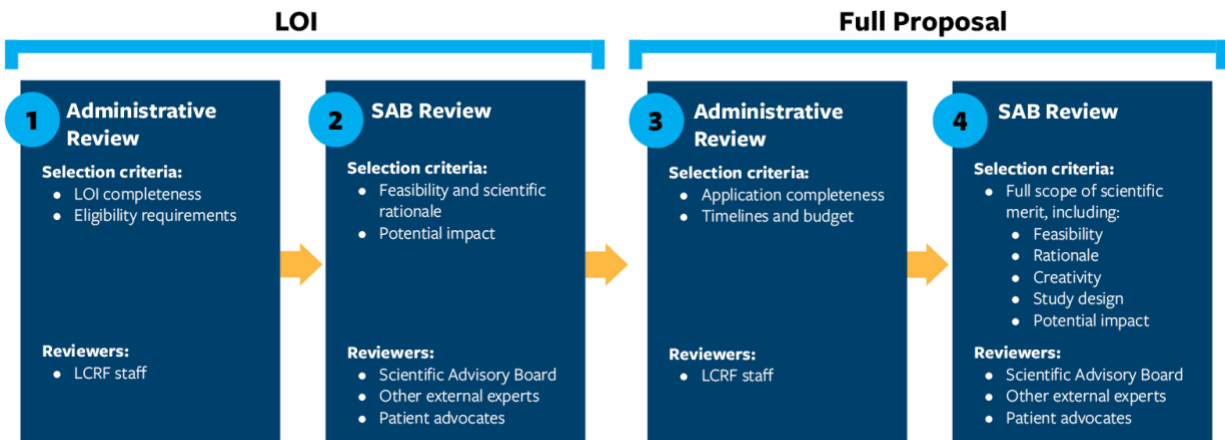 LOI
Full Proposal
1
Administrative
Review
Selection criteria:
● LOI completeness
● Eligibility requirements
Reviewers:
● LCRF staff
2
SAB Review
Selection criteria:
● Feasibility and scientific
rationale
● Potential impact
Reviewers:
● Scientific Advisory Board
● Other external experts
● Patient advocates
3
Administrative
Review
Selection criteria:
● Application completeness
● Timelines and budget
Reviewers:
● LCRF staff
4
SAB Review
Selection criteria:
● Full scope of scientific
merit, including:
● Feasibility
● Rationale
● Creativity
● Study design
● Potential impact
Reviewers:
● Scientific Advisory Board
● Other external experts
● Patient advocates